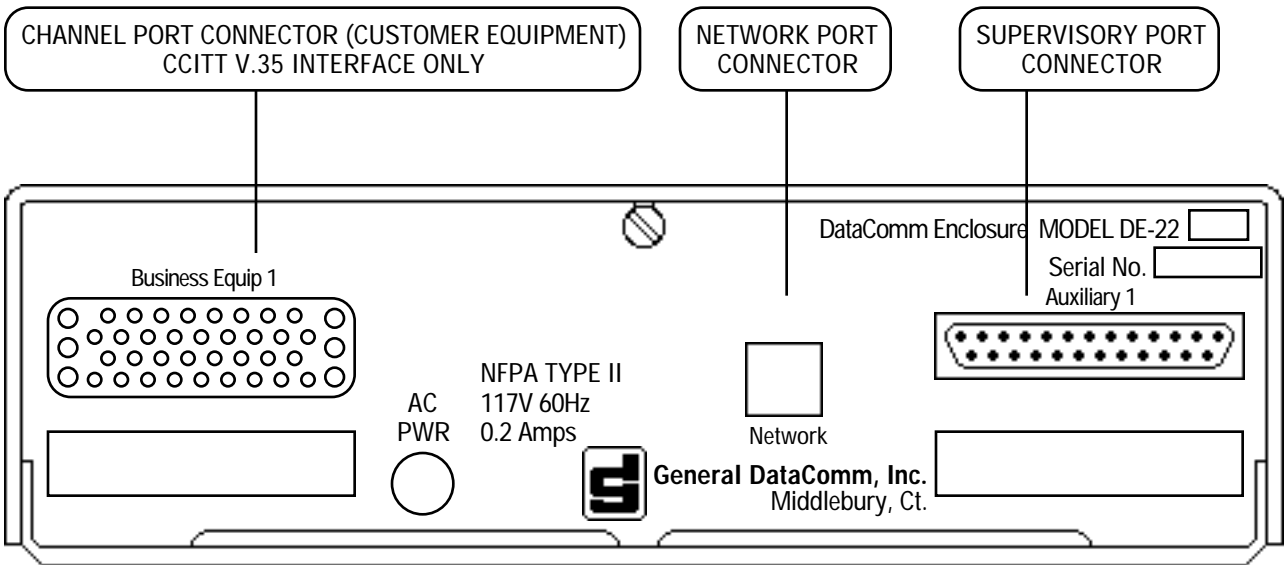 CHANNEL PORT CONNECTOR (CUSTOMER EQUIPMENT)
CCITT V.35 INTERFACE ONLY
NETWORK PORT
CONNECTOR
SUPERVISORY PORT
CONNECTOR
DataComm Enclosure MODEL DE-22
Serial No.
Business Equip 1
Auxiliary 1
NFPA TYPE II
117V 60Hz
0.2 Amps
AC
PWR
Network
General DataComm, Inc.
Middlebury, Ct.